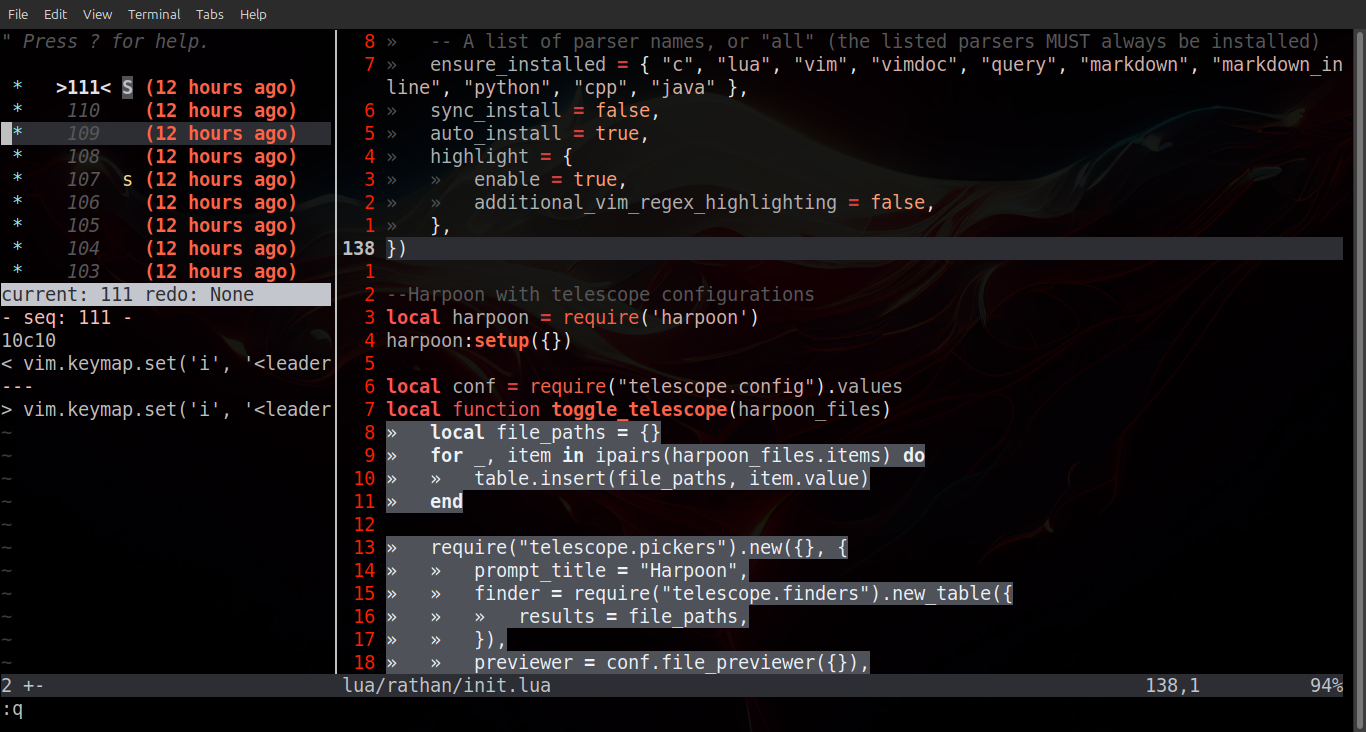 File Edit View Terminal Tabs Help
" Press ? for help.
* >111< S (12 hours ago)
* 110 (12 hours ago)
* 109 (12 hours ago)
* 108 (12 hours ago)
* 107 s (12 hours ago)
* 106 (12 hours ago)
* 105 (12 hours ago)
* 104 (12 hours ago)
* 103 (12 hours ago)
current: 111 redo: None
- seq: 111 -
10c10
< vim.keymap.set('i', '<leader
---
> vim.keymap.set('i', '<leader
~
~
~
~
~
~
~
~
~
~
~
2 +-
8 » -- A list of parser names, or "all" (the listed parsers MUST always be installed)
7 » ensure_installed = { "c", "lua", "vim", "vimdoc", "query", "markdown", "markdown_in
line", "python", "cpp", "java" },
6 » sync_install = false,
5 » auto_install = true,
4 » highlight = {
3 » » enable = true,
2 » » additional_vim_regex_highlighting = false,
1 » },
138 })
1
2 --Harpoon with telescope configurations
3 local harpoon = require('harpoon')
4 harpoon:setup({})
5
6 local conf = require("telescope.config").values
7 local function toggle_telescope(harpoon_files)
8 » local file_paths = {}
9 » for _, item in ipairs(harpoon_files.items) do
10 » » table.insert(file_paths, item.value)
11 » end
12
13 » require("telescope.pickers").new({}, {
14 » » prompt_title = "Harpoon",
15 » » finder = require("telescope.finders").new_table({
16 » » » results = file_paths,
17 » » }),
18 » » previewer = conf.file_previewer({}),
lua/rathan/init.lua 138,1 94%
:q